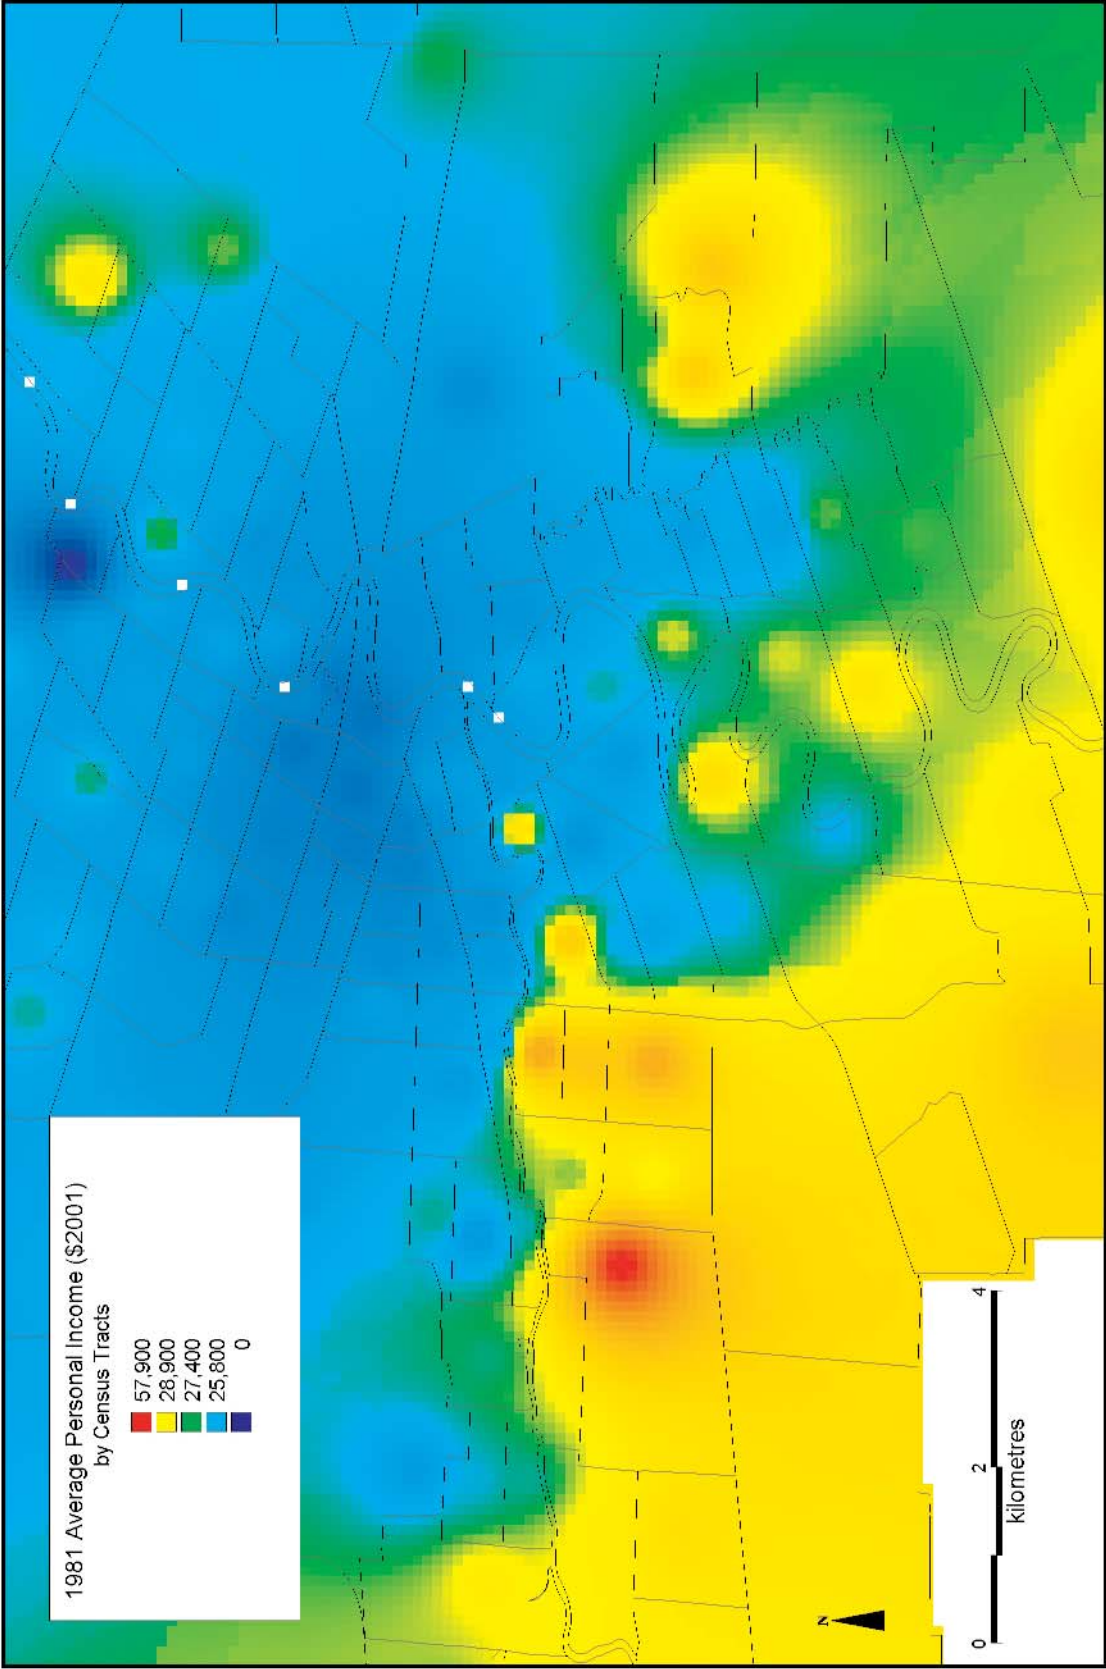 1981 Average Personal Income ($2001)
by Census Tracts
57,900
28,900
27,400
25,800
0
N
0 2 4
kilometres